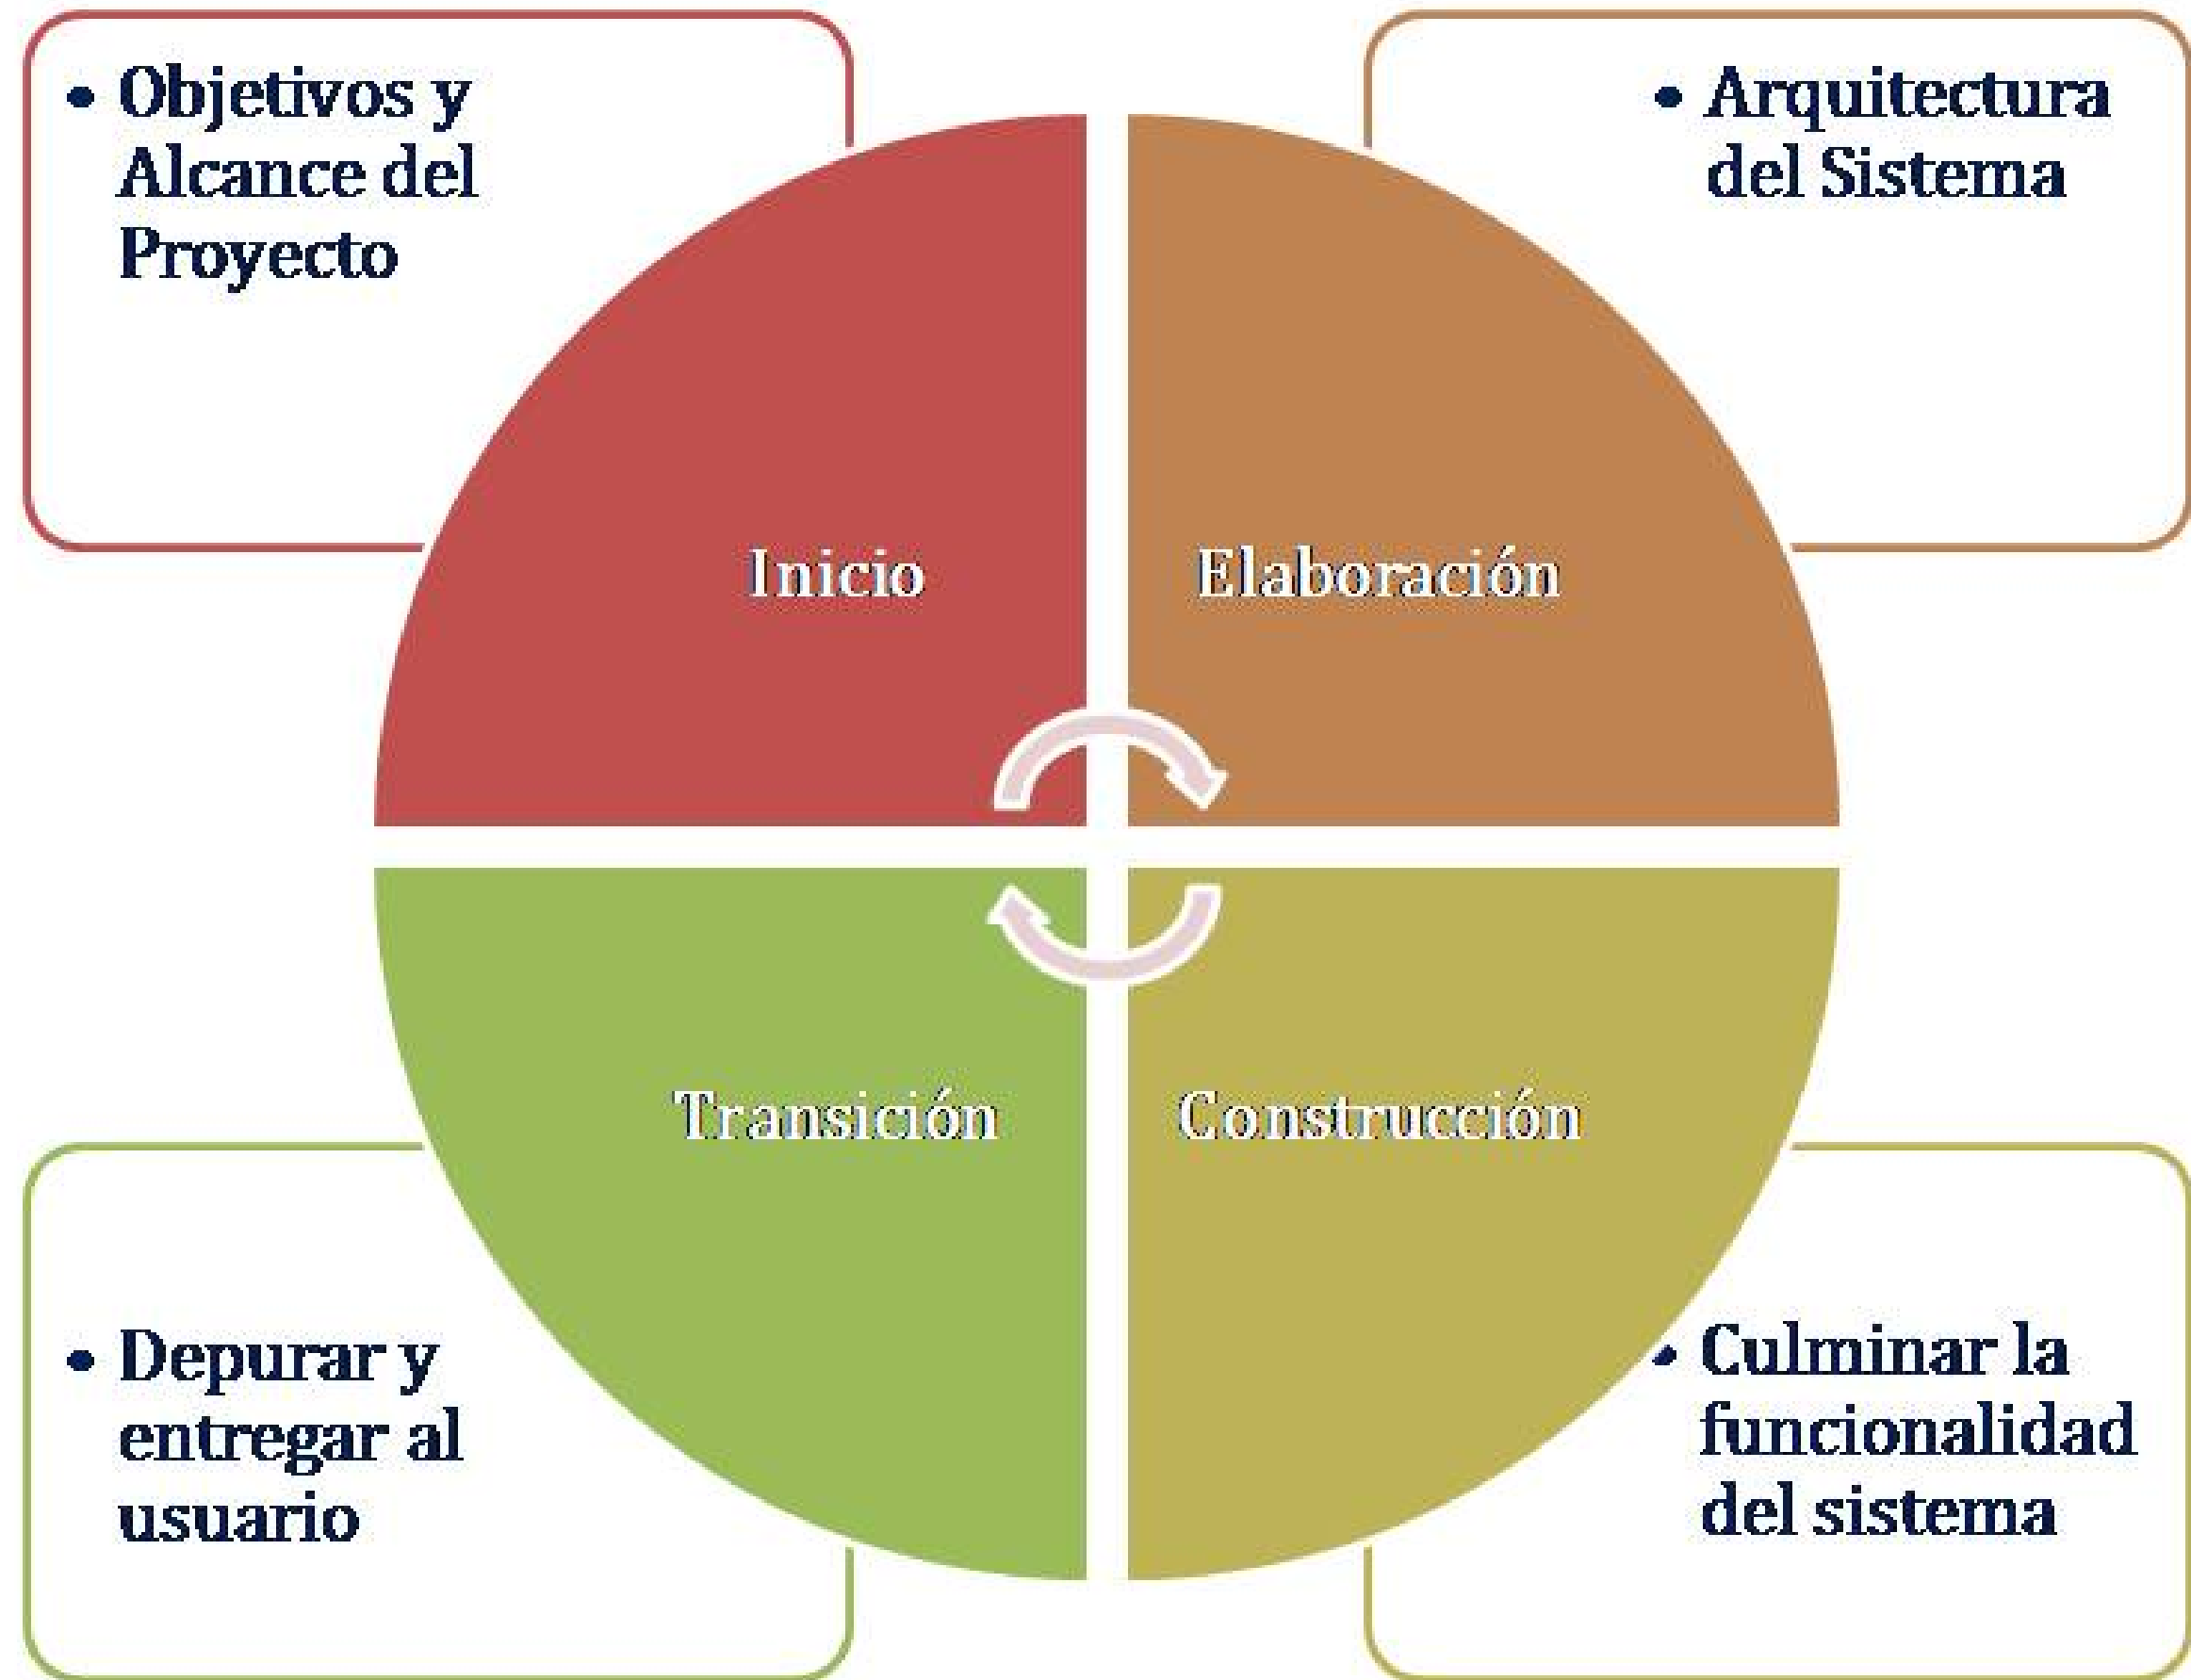 • Objetivos y
Alcance del
Proyecto
• Arquitectura
del Sistema
Inicio
Elaboración
Transición
Construcción
• Depurar y
entregar al
usuario
• Culminar la
funcionalidad
del sistema